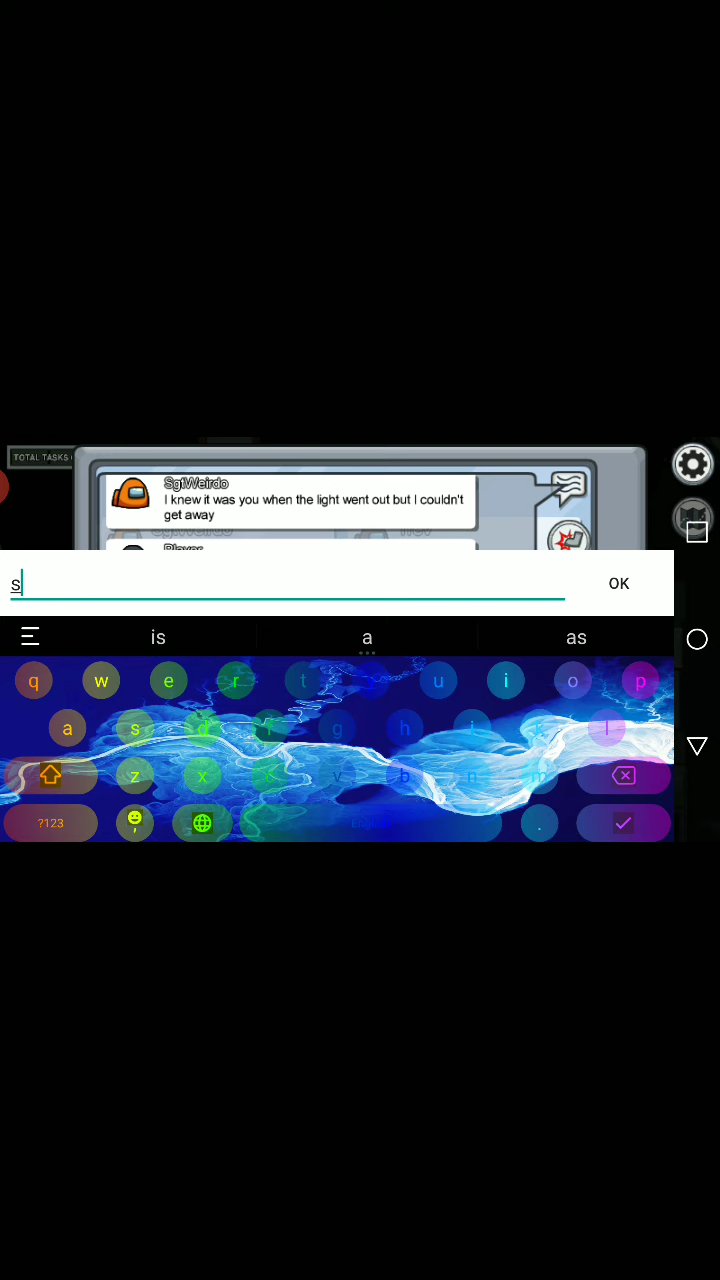 TOTAL TASKS
SgtWeirdo
I knew it was you when the light went out but I couldn't
get away
SgtWeirdo
Player
s
OK
is a as
q w e r t y u i o p
a s d f g h j k l
z x c v b n m
?123 , .